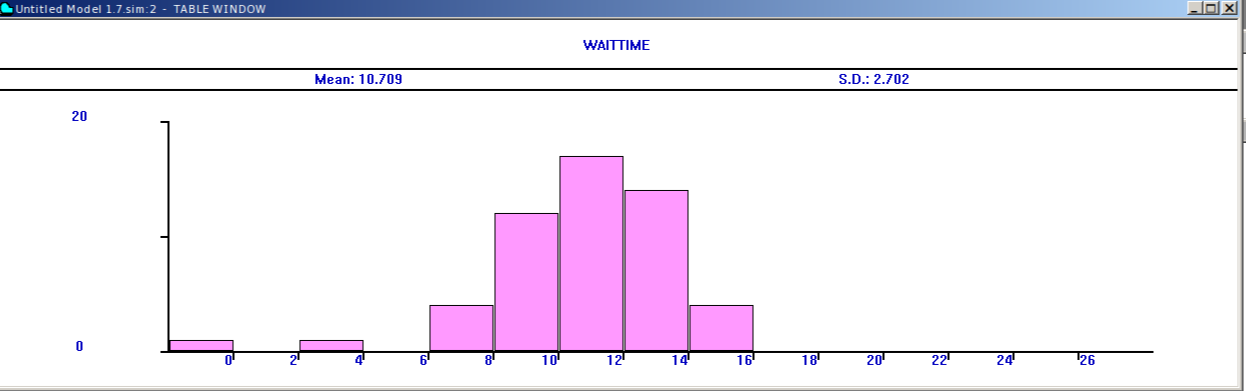 Untitled Model 1.7.sim:2 - TABLE WINDOW
WAITTIME
Mean: 10.709 S.D.: 2.702
20
0
0 2 4 6 8 10 12 14 16 18 20 22 24 26